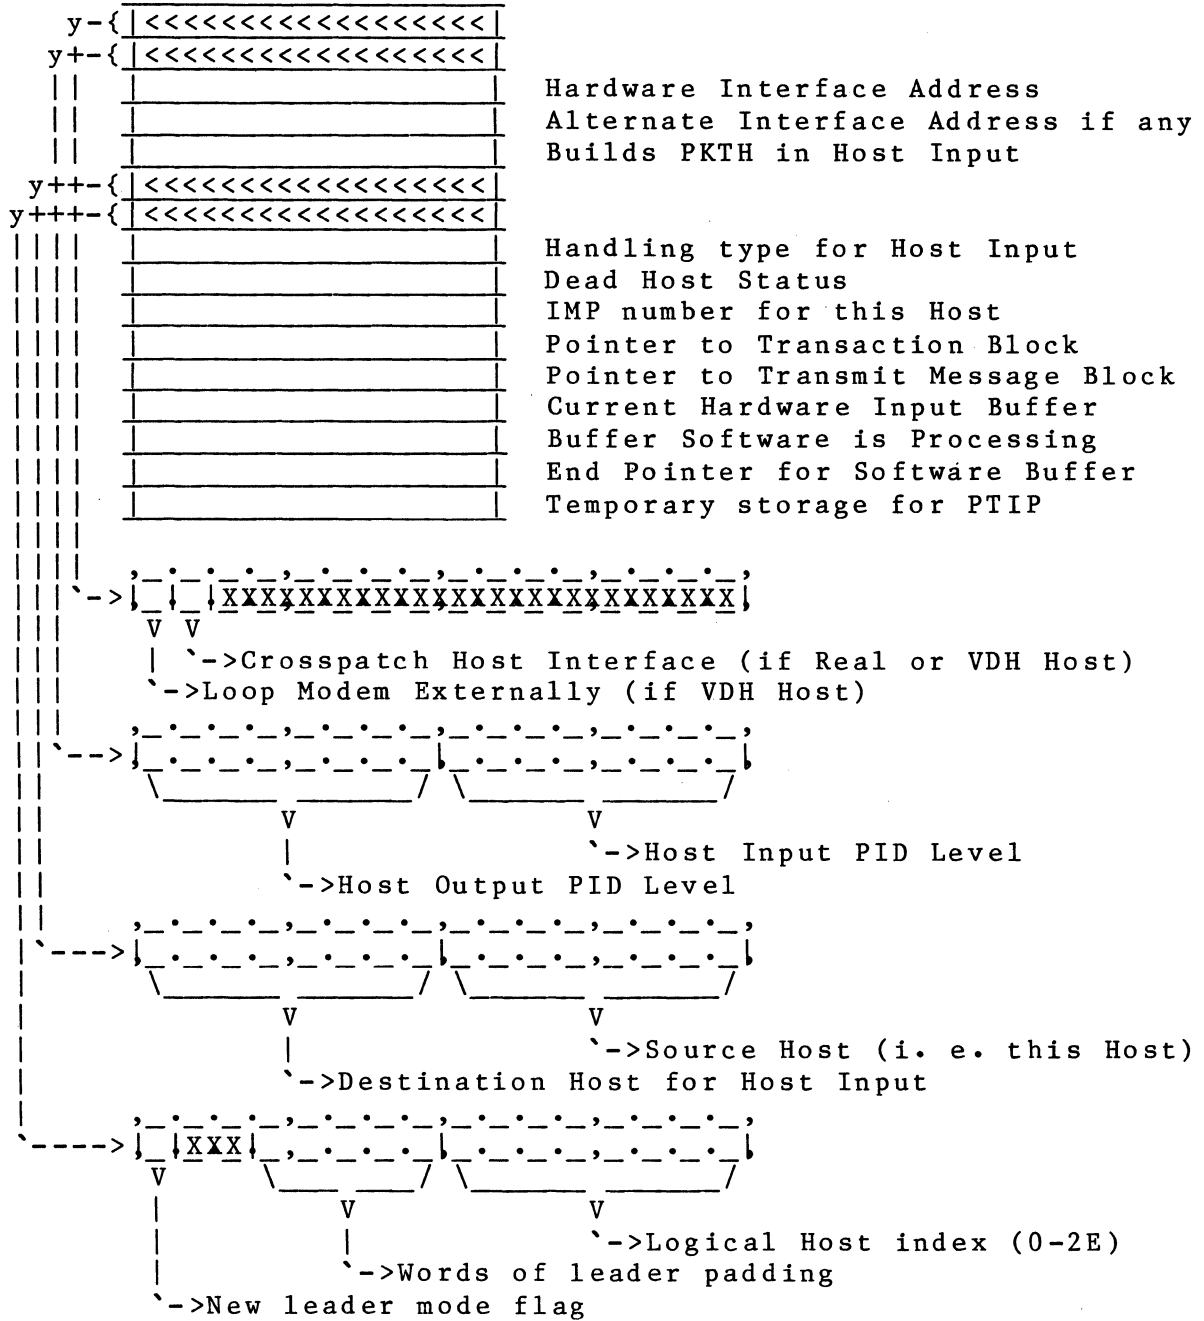 y-{|<<<<<<<<<<<<<<<<<<|
y+-{|<<<<<<<<<<<<<<<<<<|
Hardware Interface Address
Alternate Interface Address if any
Builds PKTH in Host Input
y++-{|<<<<<<<<<<<<<<<<<<|
y+++-{|<<<<<<<<<<<<<<<<<<|
Handling type for Host Input
Dead Host Status
IMP number for this Host
Pointer to Transaction Block
Pointer to Transmit Message Block
Current Hardware Input Buffer
Buffer Software is Processing
End Pointer for Software Buffer
Temporary storage for PTIP
`-> XXXXXXXXXXXXXXXXXXXXXXXXXXX
V V
`->Crosspatch Host Interface (if Real or VDH Host)
`->Loop Modem Externally (if VDH Host)
`-->
V V
`->Host Input PID Level
`->Host Output PID Level
`--->
V V
`->Source Host (i. e. this Host)
`->Destination Host for Host Input
`----> XXX
V
V V
`->Logical Host index (0-2E)
`->Words of leader padding
`->New leader mode flag